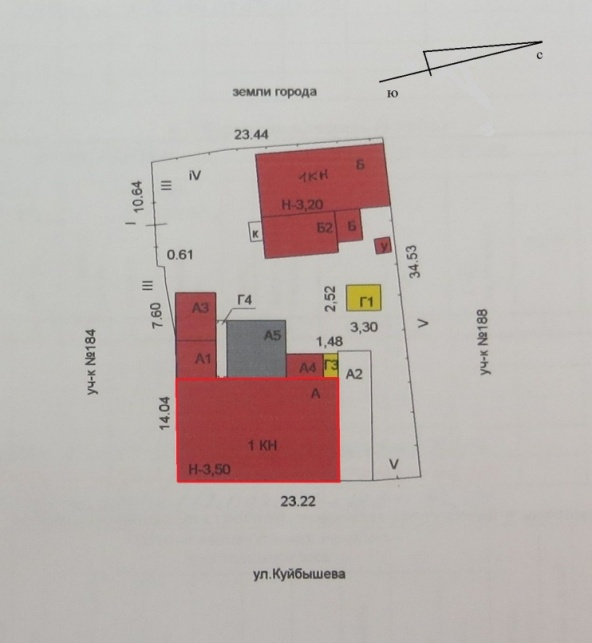 с
ю
земли города
23.44
IV
III
10.64
I
Б
1КН
Н-3,20
к
Б2
Б
у
0.61
34.53
III
7.60
А3
Г4
2,52
Г1
3,30
V
А5
1,48
А1
А4
Г3
А2
А
уч-к №184
уч-к №188
14.04
1 КН
Н-3,50
V
23.22
ул.Куйбышева